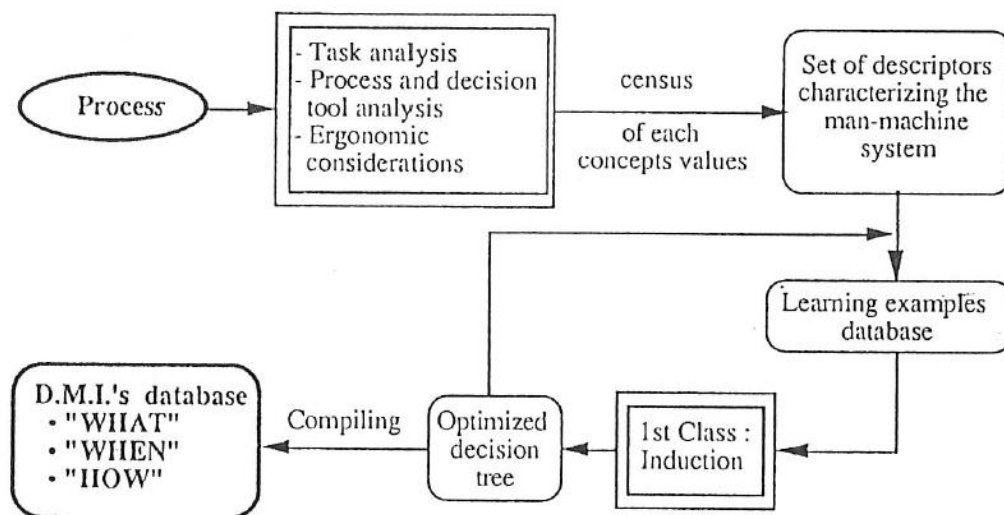 Process
- Task analysis
- Process and decision
tool analysis
- Ergonomic
considerations
census
of each
concepts values
Set of descriptors
characterizing the
man-machine
system
Learning examples
database
1st Class :
Induction
Optimized
decision
tree
Compiling
D.M.I.'s database
• "WHAT"
• "WHEN"
• "HOW"